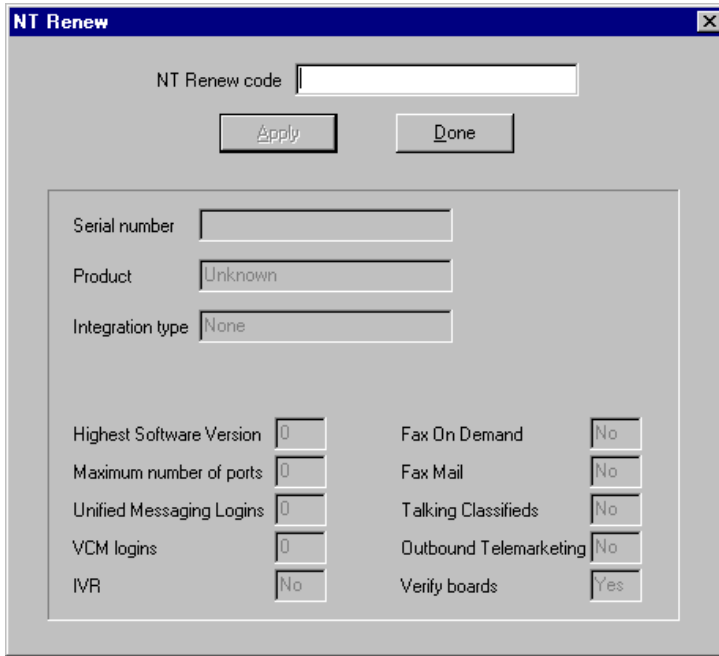 NT Renew
NT Renew code
Apply Done
Serial number
Product Unknown
Integration type None
Highest Software Version 0 Fax On Demand No
Maximum number of ports 0 Fax Mail No
Unified Messaging Logins 0 Talking Classifieds No
VCM logins 0 Outbound Telemarketing No
IVR No Verify boards Yes